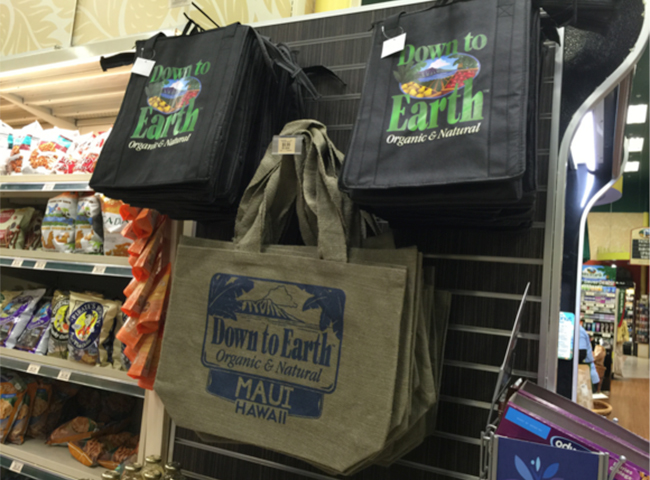 Down to
Earth
Organic & Natural
Down to
Earth
Organic & Natural
Down to Earth
Organic & Natural
MAUI
HAWAII